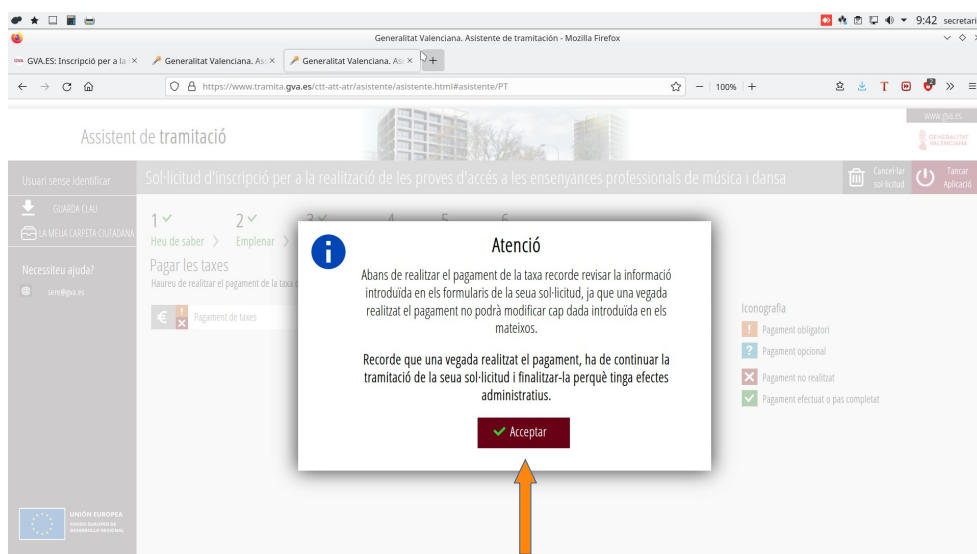 9:42 secretari
Generalitat Valenciana. Asistente de tramitación - Mozilla Firefox
GVA.ES: Inscripció per a la i
Generalitat Valenciana. Ass
Generalitat Valenciana. Asi
https://www.tramita.gva.es/ctt-att-atr/asistente/asistente.html#asistente/PT
100%
www.gva.es
Assistent de tramitació
GENERALITAT
VALENCIANA
Usuari sense identificar
Sol·licitud d'inscripció per a la realització de les proves d'accés a les ensenyances professionals de música i dansa
Cancel·lar
sol·licitud
Tancar
Aplicació
GUARDA CLAU
LA MEUA CARPETA CIUTADANA
1 2 3 4 5 6
Heu de saber
Emplenar
Necessiteu ajuda?
sere@gva.es
Pagar les taxes
Haureu de realitzar el pagament de la taxa
Pagament de taxes
Atenció
Abans de realitzar el pagament de la taxa recorde revisar la informació
introduïda en els formularis de la seua sol·licitud, ja que una vegada
realitzat el pagament no podrà modificar cap dada introduïda en els
mateixos.
Recorde que una vegada realitzat el pagament, ha de continuar la
tramitació de la seua sol·licitud i finalitzar-la perquè tinga efectes
administratius.
Acceptar
Iconografia
Pagament obligatori
Pagament opcional
Pagament no realitzat
Pagament efectuat o pas completat
UNIÓN EUROPEA
FONDO EUROPEO DE
DESARROLLO REGIONAL